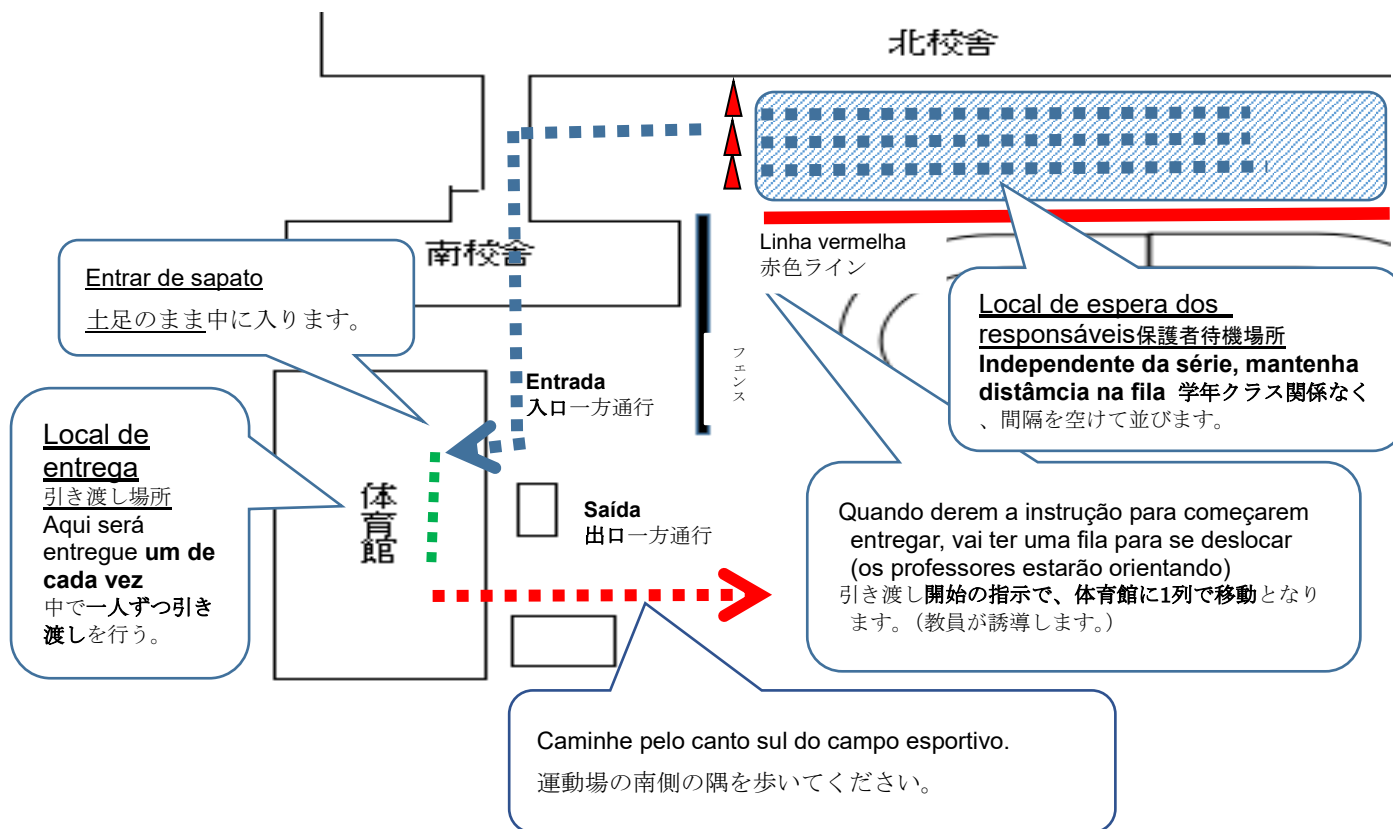 北校舎
南校舎
Linha vermelha
赤色ライン
Entrar de sapato
土足のまま中に入ります。
Local de espera dos
responsáveis保護者待機場所
Independente da série, mantenha
distâmcia na fila 学年クラス関係なく
、間隔を空けて並びます。
フェンス
Entrada
入口一方通行
Local de
entrega
引き渡し場所
Aqui será
entregue um de
cada vez
中で一人ずつ引き
渡しを行う。
体育館
Saída
出口一方通行
Quando derem a instrução para começarem
entregar, vai ter uma fila para se deslocar
(os professores estarão orientando)
引き渡し開始の指示で、体育館に1列で移動となり
ます。（教員が誘導します。）
Caminhe pelo canto sul do campo esportivo.
運動場の南側の隅を歩いてください。